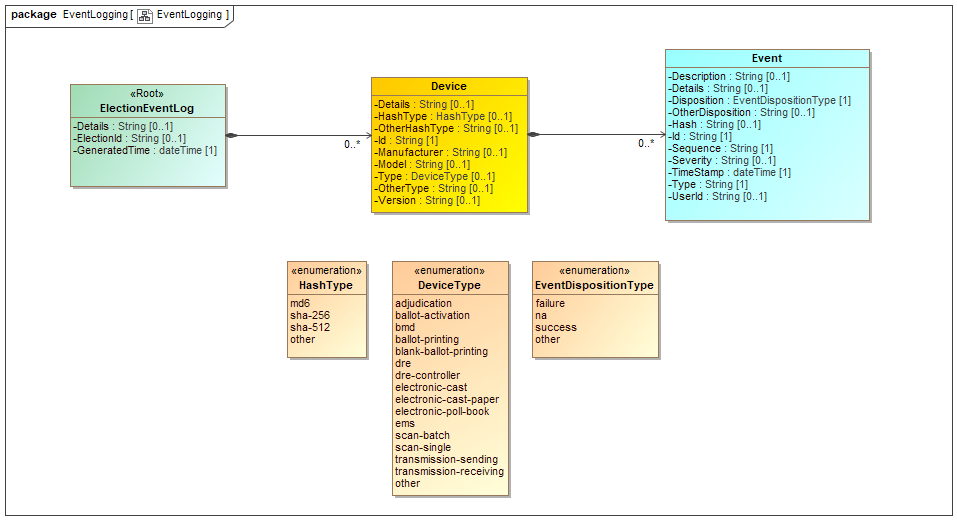 package EventLogging [ EventLogging ]
«Root»
ElectionEventLog
-Details : String [0..1]
-ElectionId : String [0..1]
-GeneratedTime : dateTime [1]
0..*
Device
-Details : String [0..1]
-HashType : HashType [0..1]
-OtherHashType : String [0..1]
-Id : String [1]
-Manufacturer : String [0..1]
-Model : String [0..1]
-Type : DeviceType [0..1]
-OtherType : String [0..1]
-Version : String [0..1]
0..*
Event
-Description : String [0..1]
-Details : String [0..1]
-Disposition : EventDispositionType [1]
-OtherDisposition : String [0..1]
-Hash : String [0..1]
-Id : String [1]
-Sequence : String [1]
-Severity : String [0..1]
-TimeStamp : dateTime [1]
-Type : String [1]
-UserId : String [0..1]
«enumeration»
HashType
md6
sha-256
sha-512
other
«enumeration»
DeviceType
adjudication
ballot-activation
bmd
ballot-printing
blank-ballot-printing
dre
dre-controller
electronic-cast
electronic-cast-paper
electronic-poll-book
ems
scan-batch
scan-single
transmission-sending
transmission-receiving
other
«enumeration»
EventDispositionType
failure
na
success
other